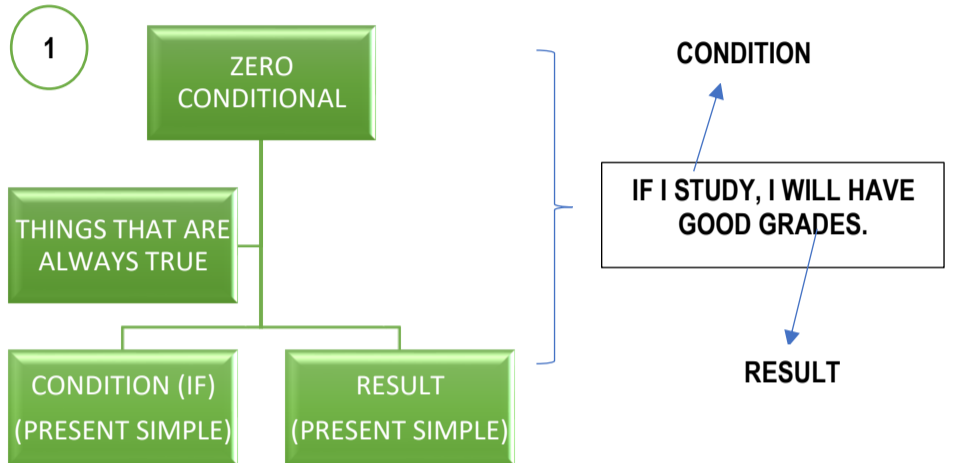 1
ZERO
CONDITIONAL
THINGS THAT ARE
ALWAYS TRUE
CONDITION (IF)
(PRESENT SIMPLE)
RESULT
(PRESENT SIMPLE)
CONDITION
IF I STUDY, I WILL HAVE
GOOD GRADES.
RESULT